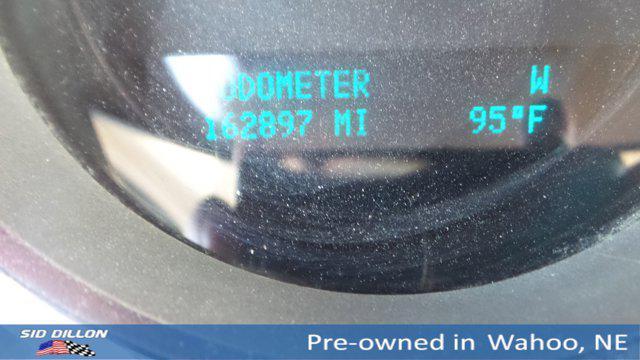 ODOMETER W
162897 MI 95°F
SID DILLON
Pre-owned in Wahoo, NE